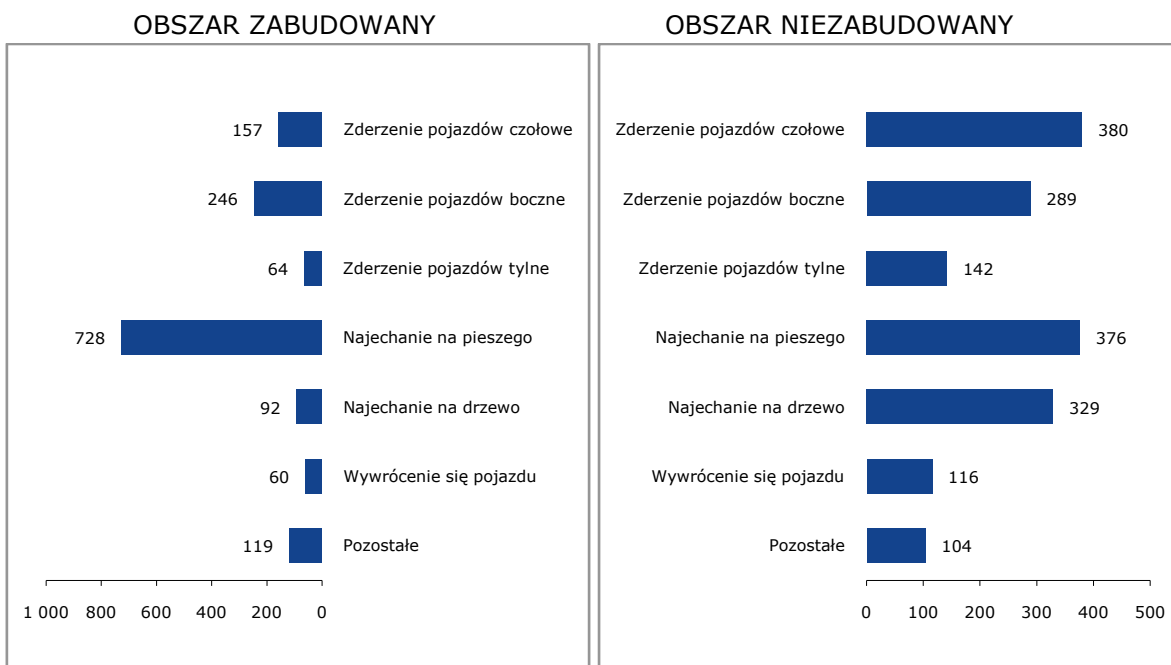 OBSZAR ZABUDOWANY
157 Zderzenie pojazdów czołowe
246 Zderzenie pojazdów boczne
64 Zderzenie pojazdów tylne
728 Najechanie na pieszego
92 Najechanie na drzewo
60 Wywrócenie się pojazdu
119 Pozostałe
1 000 800 600 400 200 0
OBSZAR NIEZABUDOWANY
Zderzenie pojazdów czołowe 380
Zderzenie pojazdów boczne 289
Zderzenie pojazdów tylne 142
Najechanie na pieszego 376
Najechanie na drzewo 329
Wywrócenie się pojazdu 116
Pozostałe 104
0 100 200 300 400 500